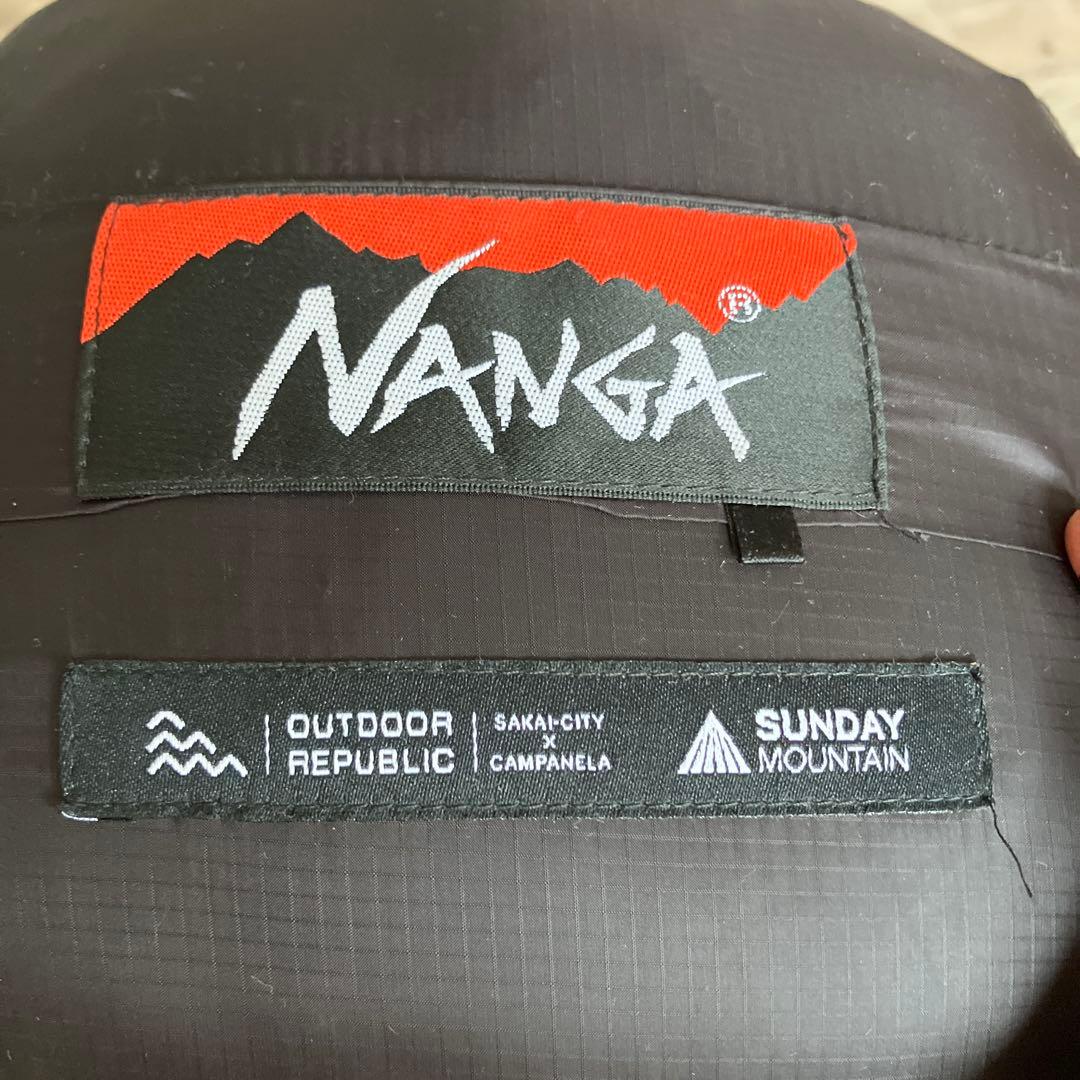 NANGA®
OUTDOOR
REPUBLIC
SAKAI-CITY
X
CAMPANELA
SUNDAY
MOUNTAIN